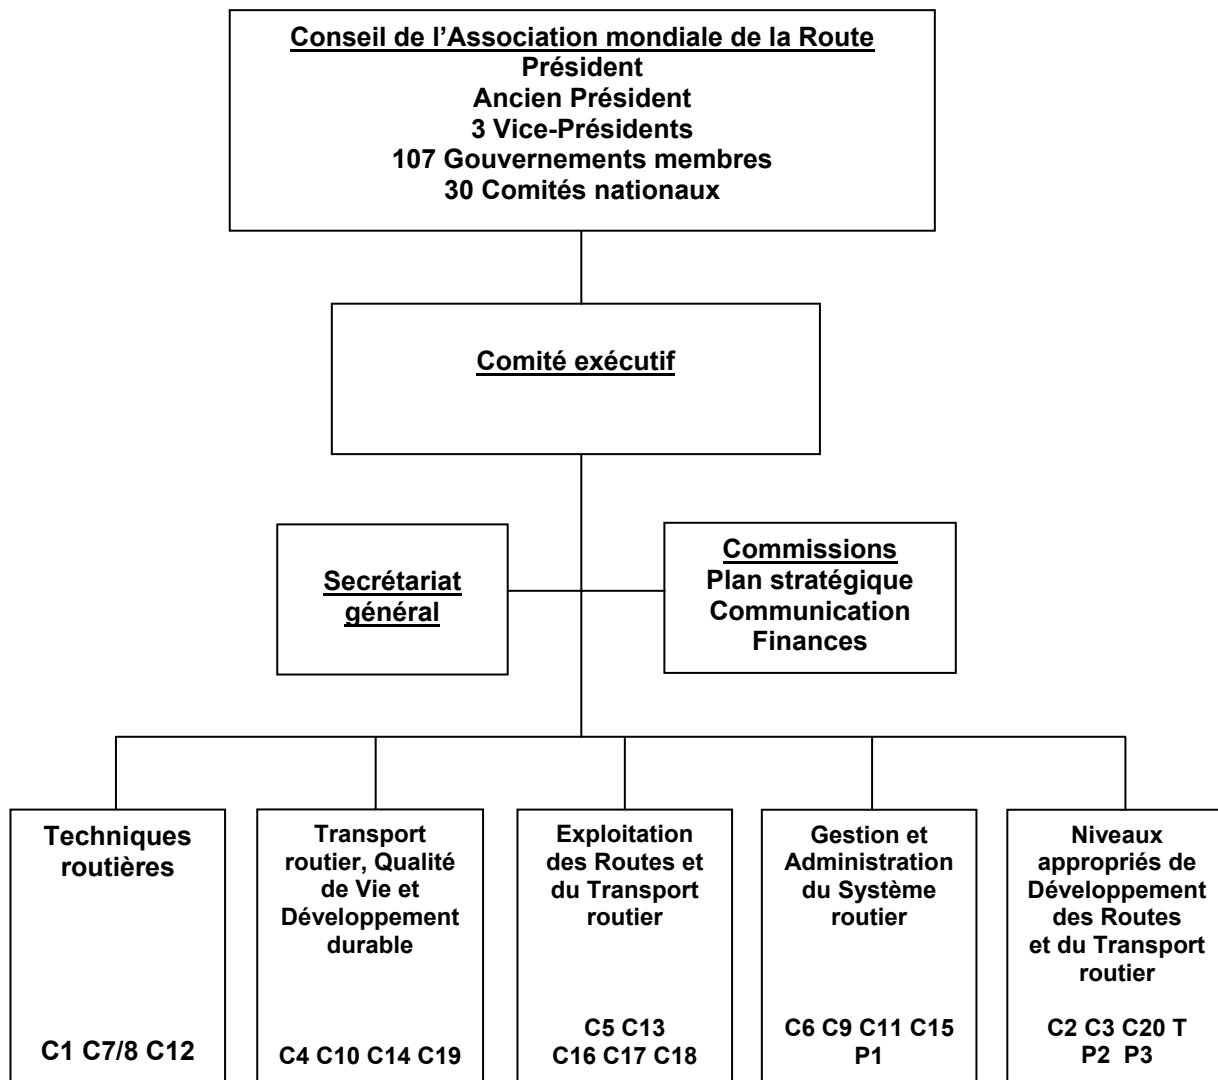 Conseil de l’Association mondiale de la Route
Président
Ancien Président
3 Vice-Présidents
107 Gouvernements membres
30 Comités nationaux
Comité exécutif
Secrétariat
général
Commissions
Plan stratégique
Communication
Finances
Techniques
routières
C1 C7/8 C12
Transport
routier, Qualité
de Vie et
Développement
durable
C4 C10 C14 C19
Exploitation
des Routes et
du Transport
routier
C5 C13
C16 C17 C18
Gestion et
Administration
du Système
routier
C6 C9 C11 C15
P1
Niveaux
appropriés de
Développement
des Routes
et du Transport
routier
C2 C3 C20 T
P2 P3